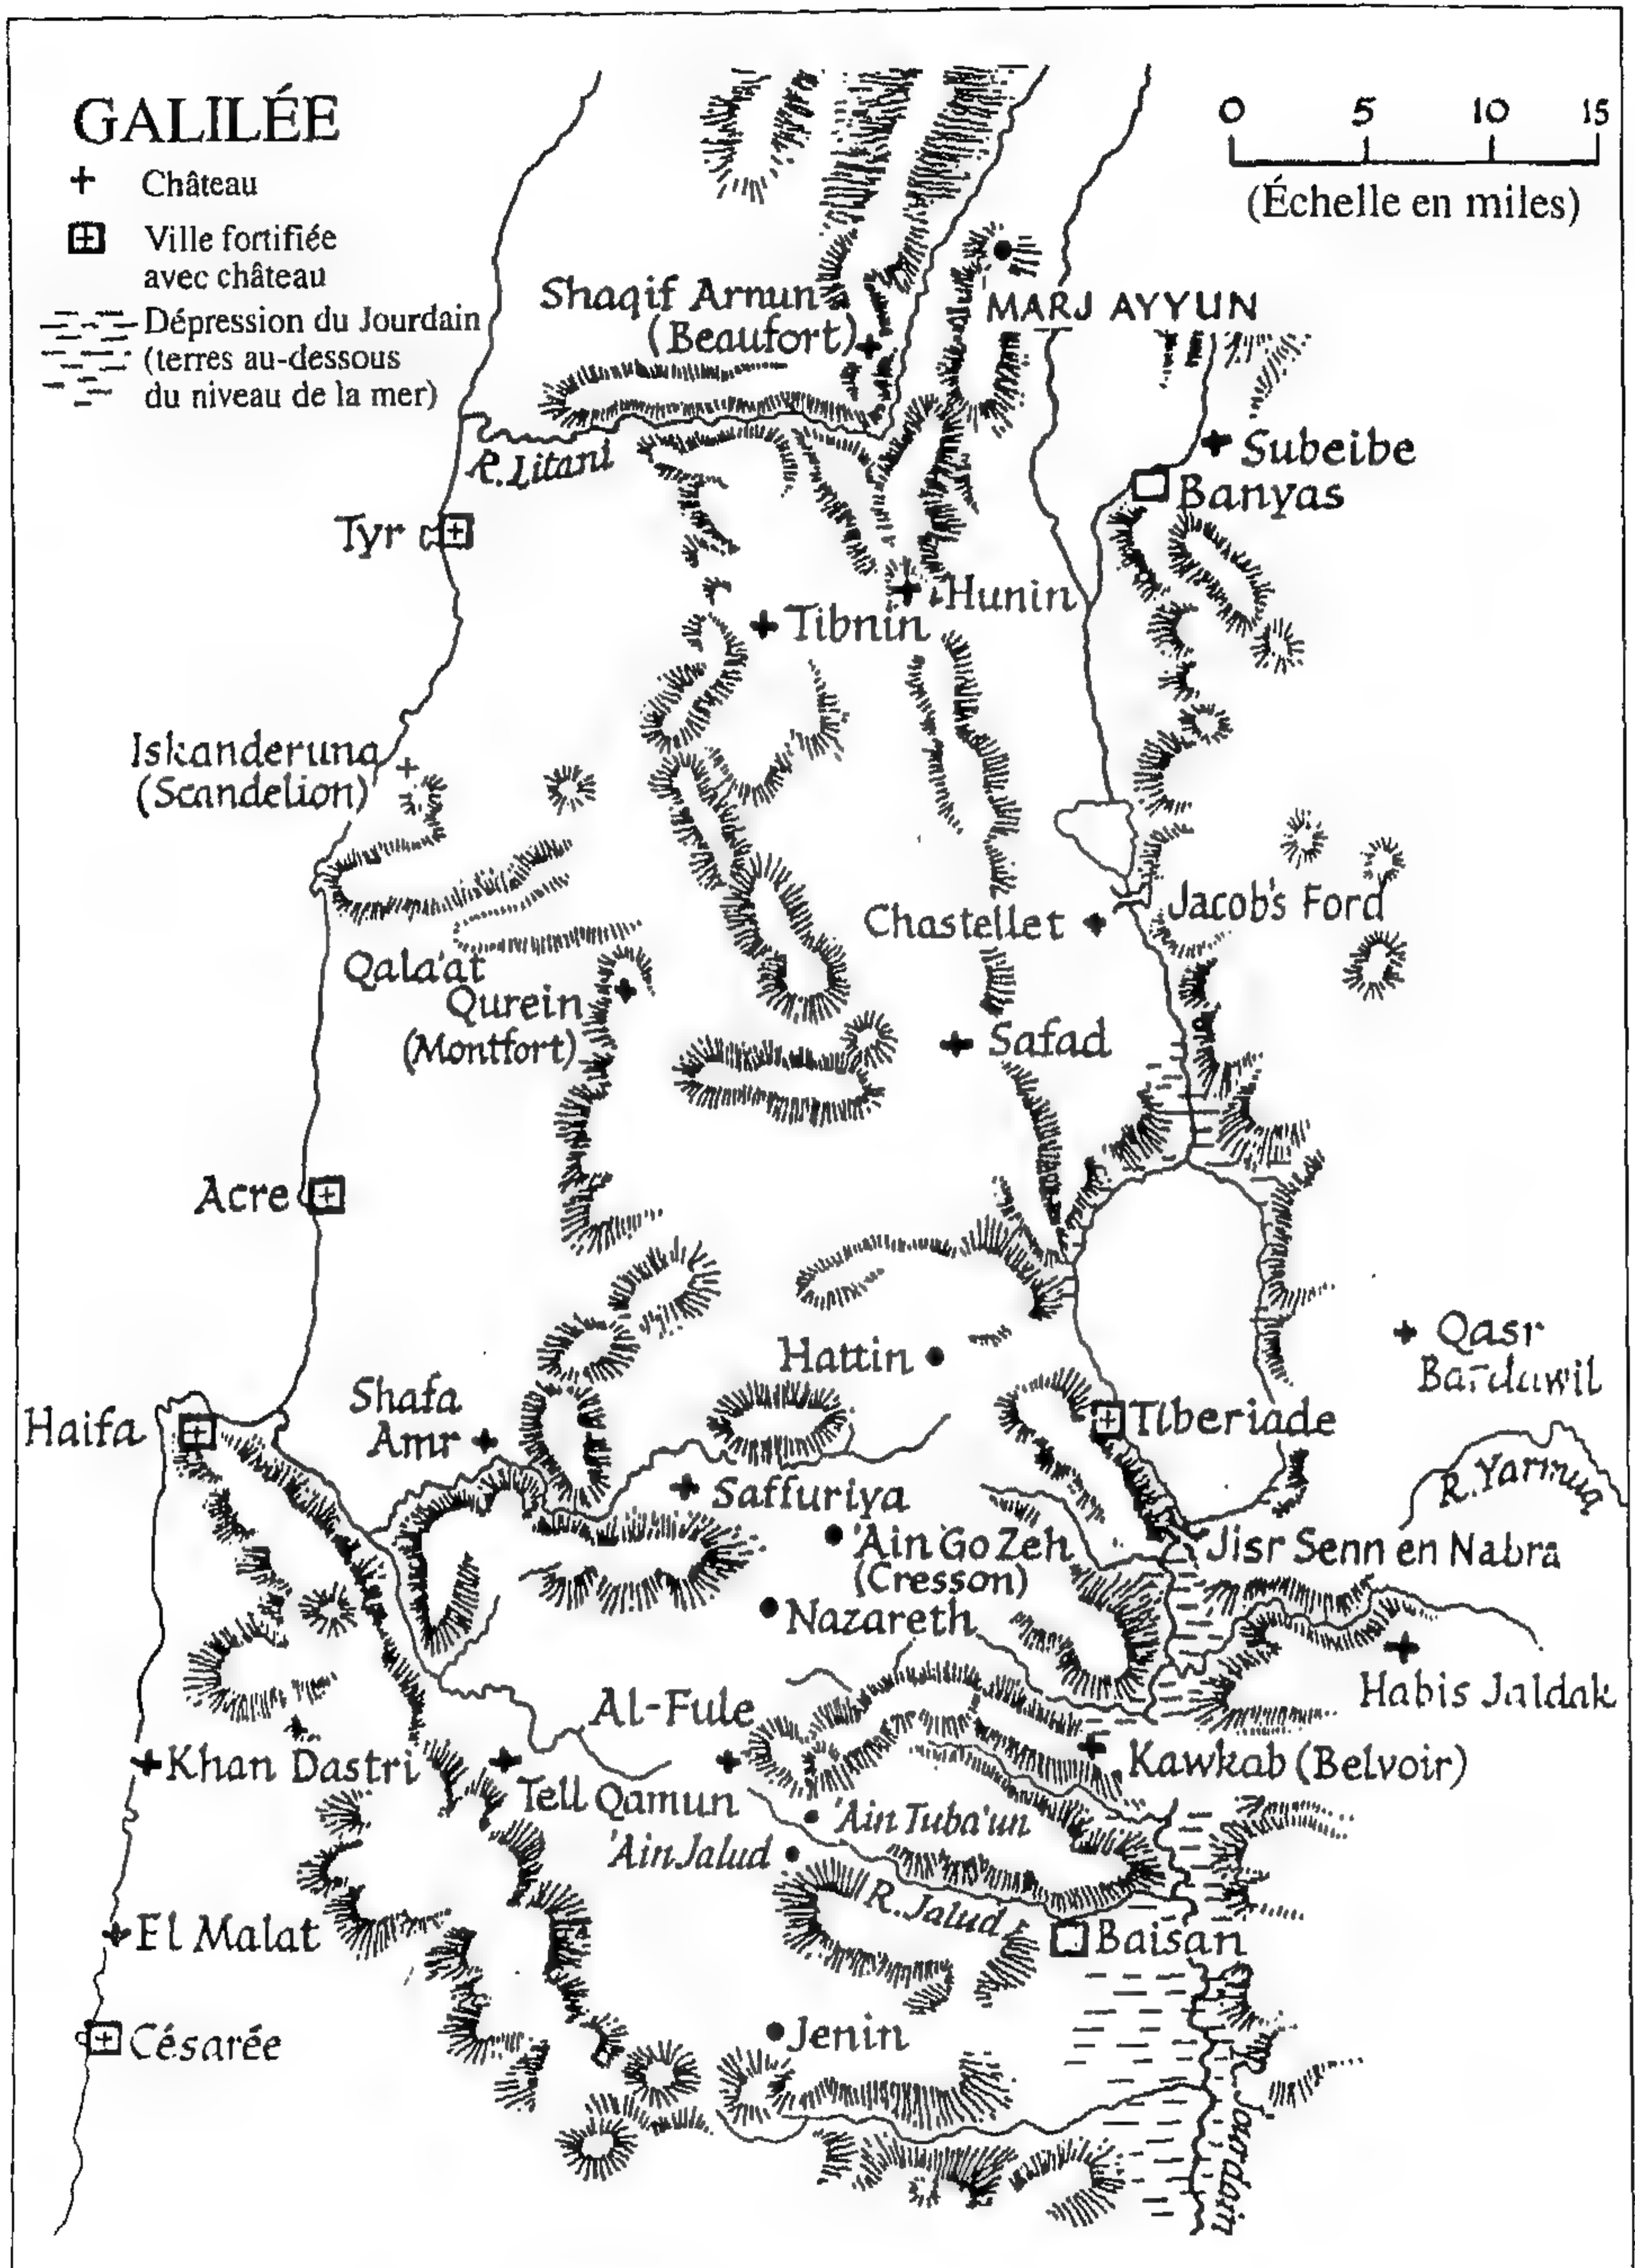 GALILÉE
Château
Ville fortifiée
avec château
Dépression du Jourdain
(terres au-dessous
du niveau de la mer)
0 5 10 15
(Échelle en miles)
Shaqif Arnun
(Beaufort)
MARJ AYYUN
R. Litani
Subeibe
Banyas
Tyr
Hunin
Tibnin
Iskanderuna
(Scandelion)
Chastellet
Jacob's Ford
Qala'at
Qurein
(Montfort)
Safad
Acre
Hattin
Qasr
Bardawil
Shafa
Amr
Haifa
Tiberiade
R. Yarmuq
Saffuriya
'Ain Go Zeh
(Cresson)
Jisr Senn en Nabra
Nazareth
Habis Jaldak
Al-Fule
Khan Dastri
Kawkab (Belvoir)
Tell Qamun
'Ain Tuba'un
'Ain Jalud
R. Jalud
El Malat
Baisan
Jenin
Césarée
R. Jourdain